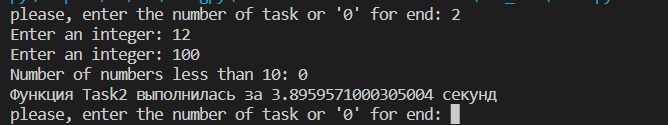 please, enter the number of task or '0' for end: 2
Enter an integer: 12
Enter an integer: 100
Number of numbers less than 10: 0
Функция Task2 выполнилась за 3.8959571000305004 секунд
please, enter the number of task or '0' for end: